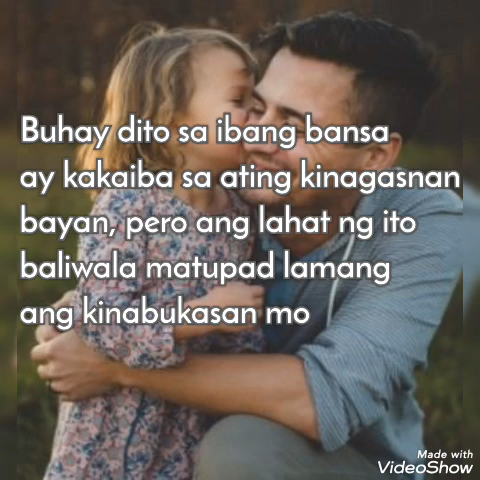 Buhay dito sa ibang bansa
ay kakaiba sa ating kinagasnan
bayan, pero ang lahat ng ito
baliwala matupad lamang
ang kinabukasan mo
Made with
VideoShow